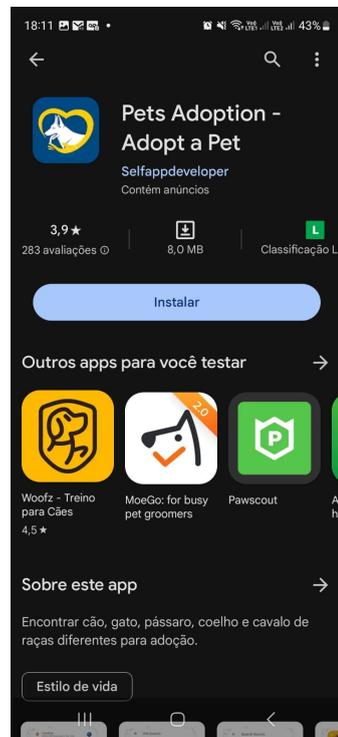 18:11
43%
Pets Adoption -
Adopt a Pet
Selfappdeveloper
Contém anúncios
3,9★
283 avaliações
8,0 MB
L
Classificação L
Instalar
Outros apps para você testar
2.0
P
Woofz - Treino
para Cães
4,5★
MoeGo: for busy
pet groomers
Pawscout
Sobre este app
Encontrar cão, gato, pássaro, coelho e cavalo de
raças diferentes para adoção.
Estilo de vida